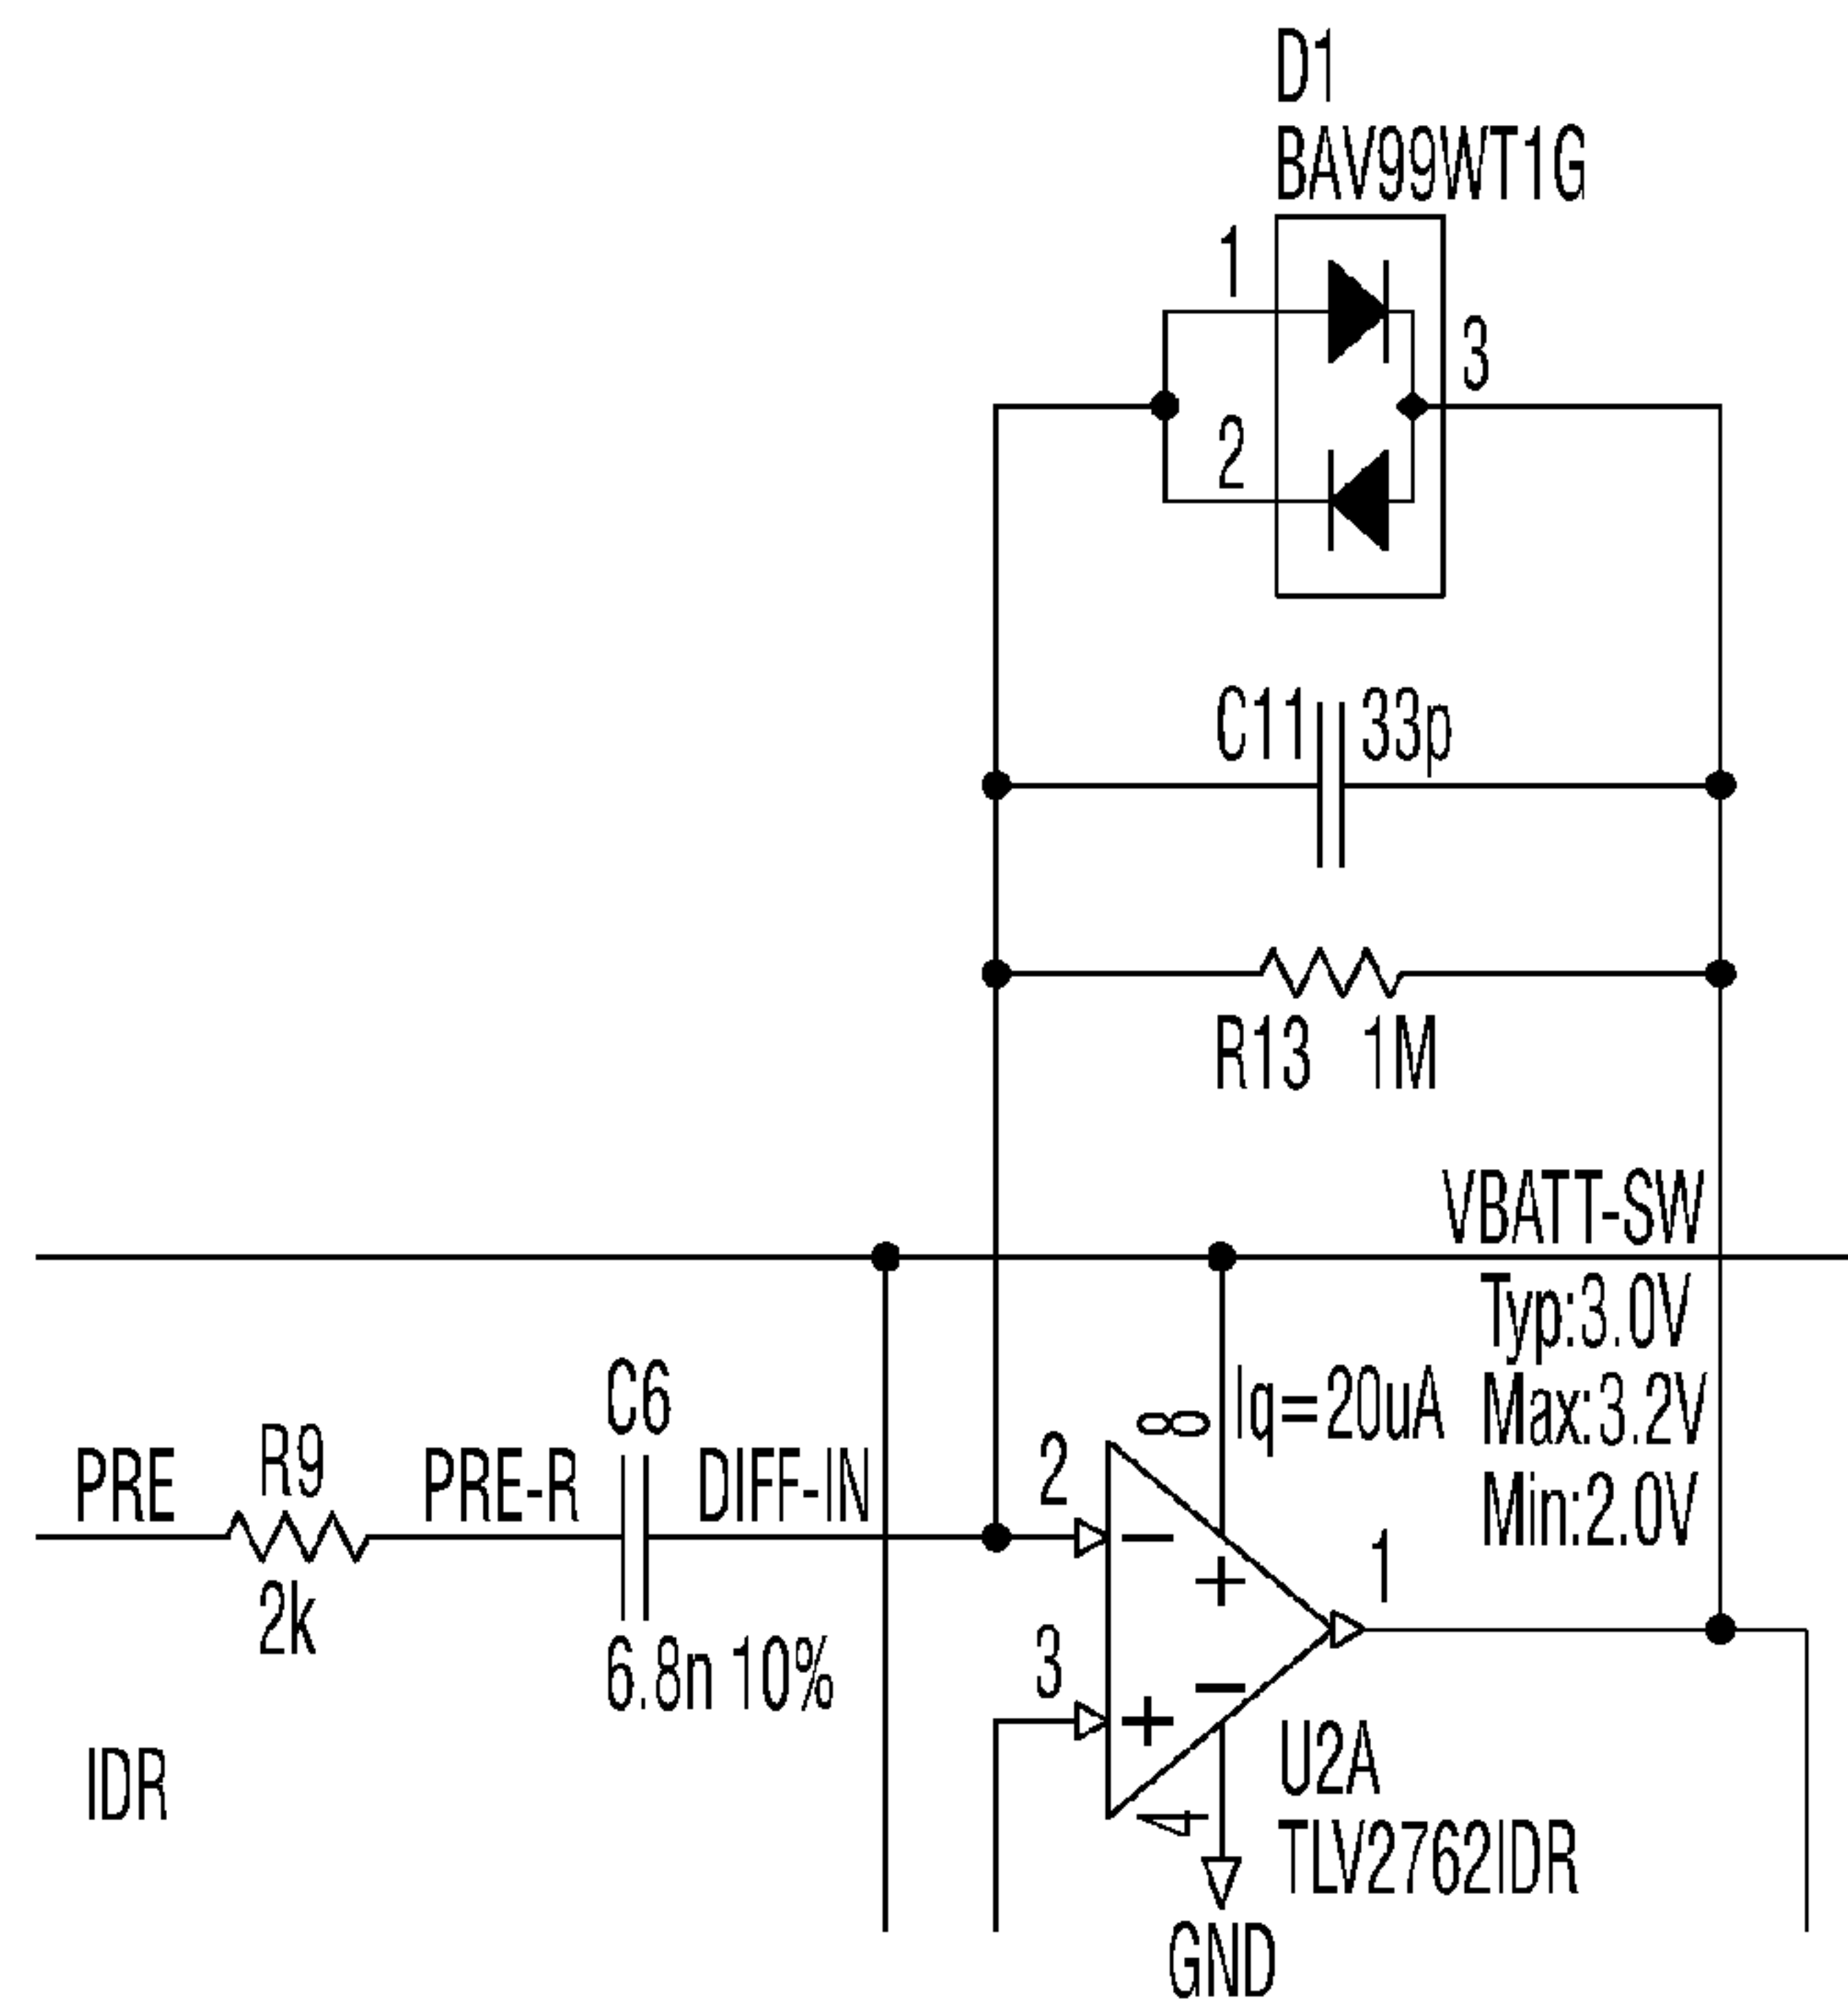 D1
BAV99WT1G
1
3
2
C11 33p
R13 1M
VBATT-SW
Typ:3.0V
Max:3.2V
Min:2.0V
Iq=20uA
8
C6
R9
PRE
PRE-R
DIFF-IN
2
2k
6.8n 10%
1
3
IDR
U2A
TLV2762IDR
4
GND